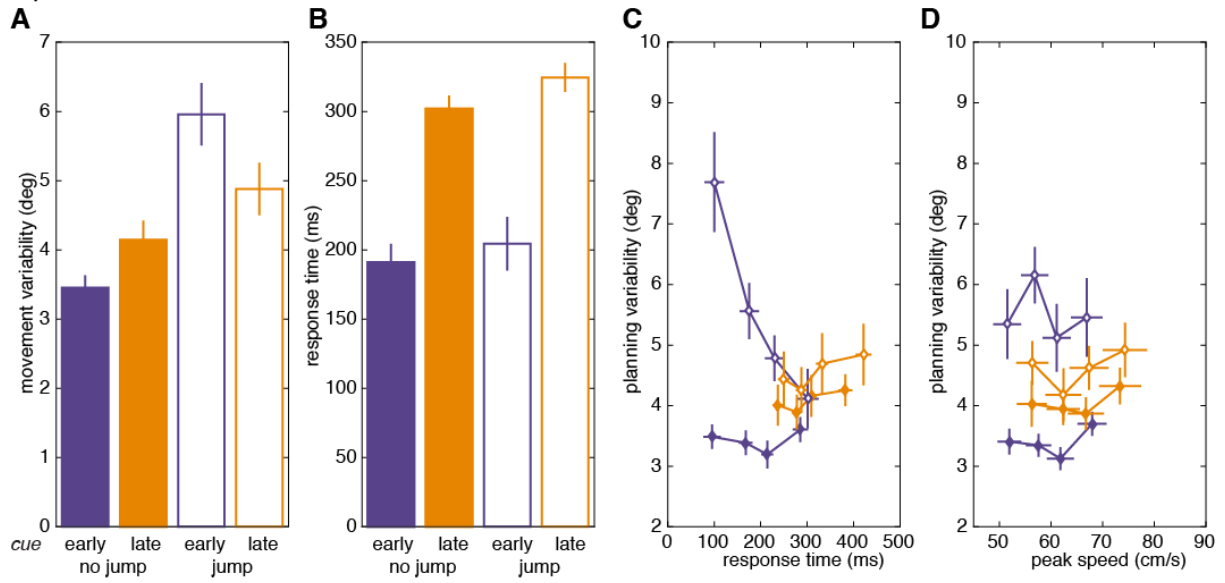 A
movement variability (deg)
7
6
5
4
3
2
1
0
cue early late early late
no jump jump
B
response time (ms)
350
300
250
200
150
100
50
0
early late early late
no jump jump
C
planning variability (deg)
10
9
8
7
6
5
4
3
2
0 100 200 300 400 500
response time (ms)
D
planning variability (deg)
10
9
8
7
6
5
4
3
2
50 60 70 80 90
peak speed (cm/s)